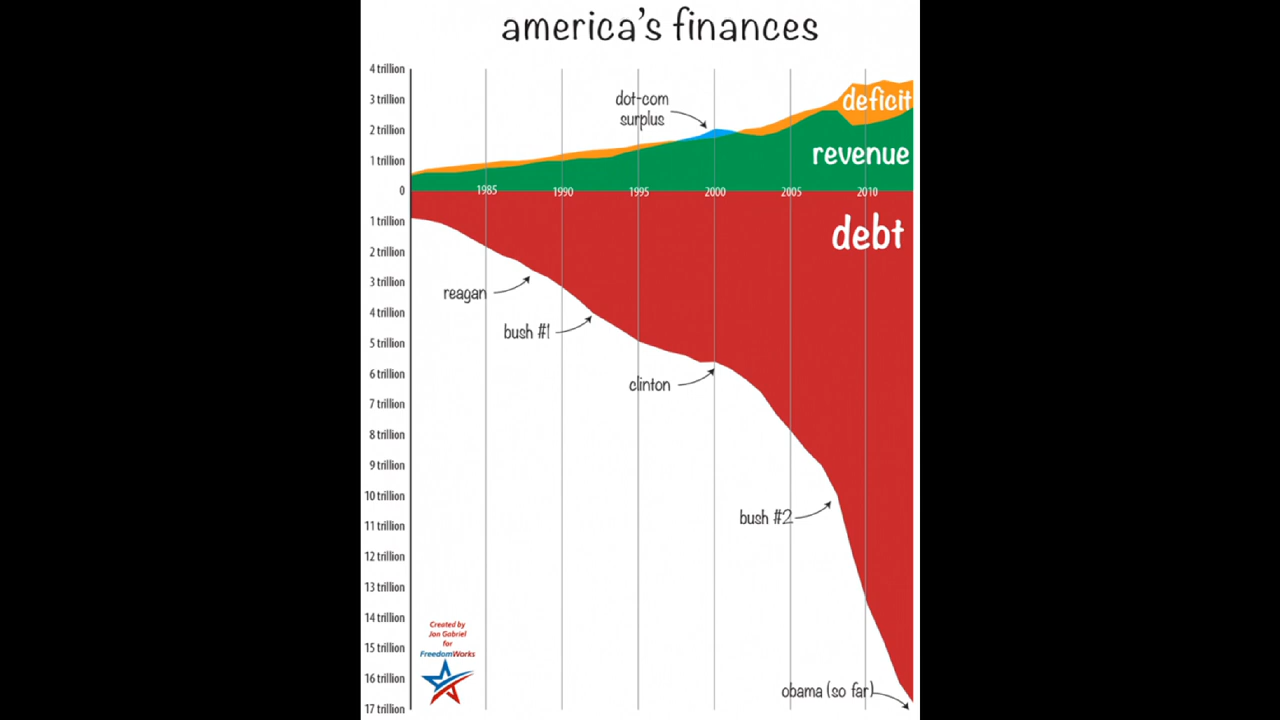 america's finances
4 trillion
3 trillion
2 trillion
1 trillion
0
dot-com
surplus
deficit
revenue
1985
1990
1995
2000
2005
2010
debt
1 trillion
2 trillion
3 trillion
4 trillion
5 trillion
6 trillion
7 trillion
8 trillion
9 trillion
10 trillion
11 trillion
12 trillion
13 trillion
14 trillion
15 trillion
16 trillion
17 trillion
reagan
bush #1
clinton
bush #2
obama (so far)
Created by
Jon Gabriel
for
FreedomWorks